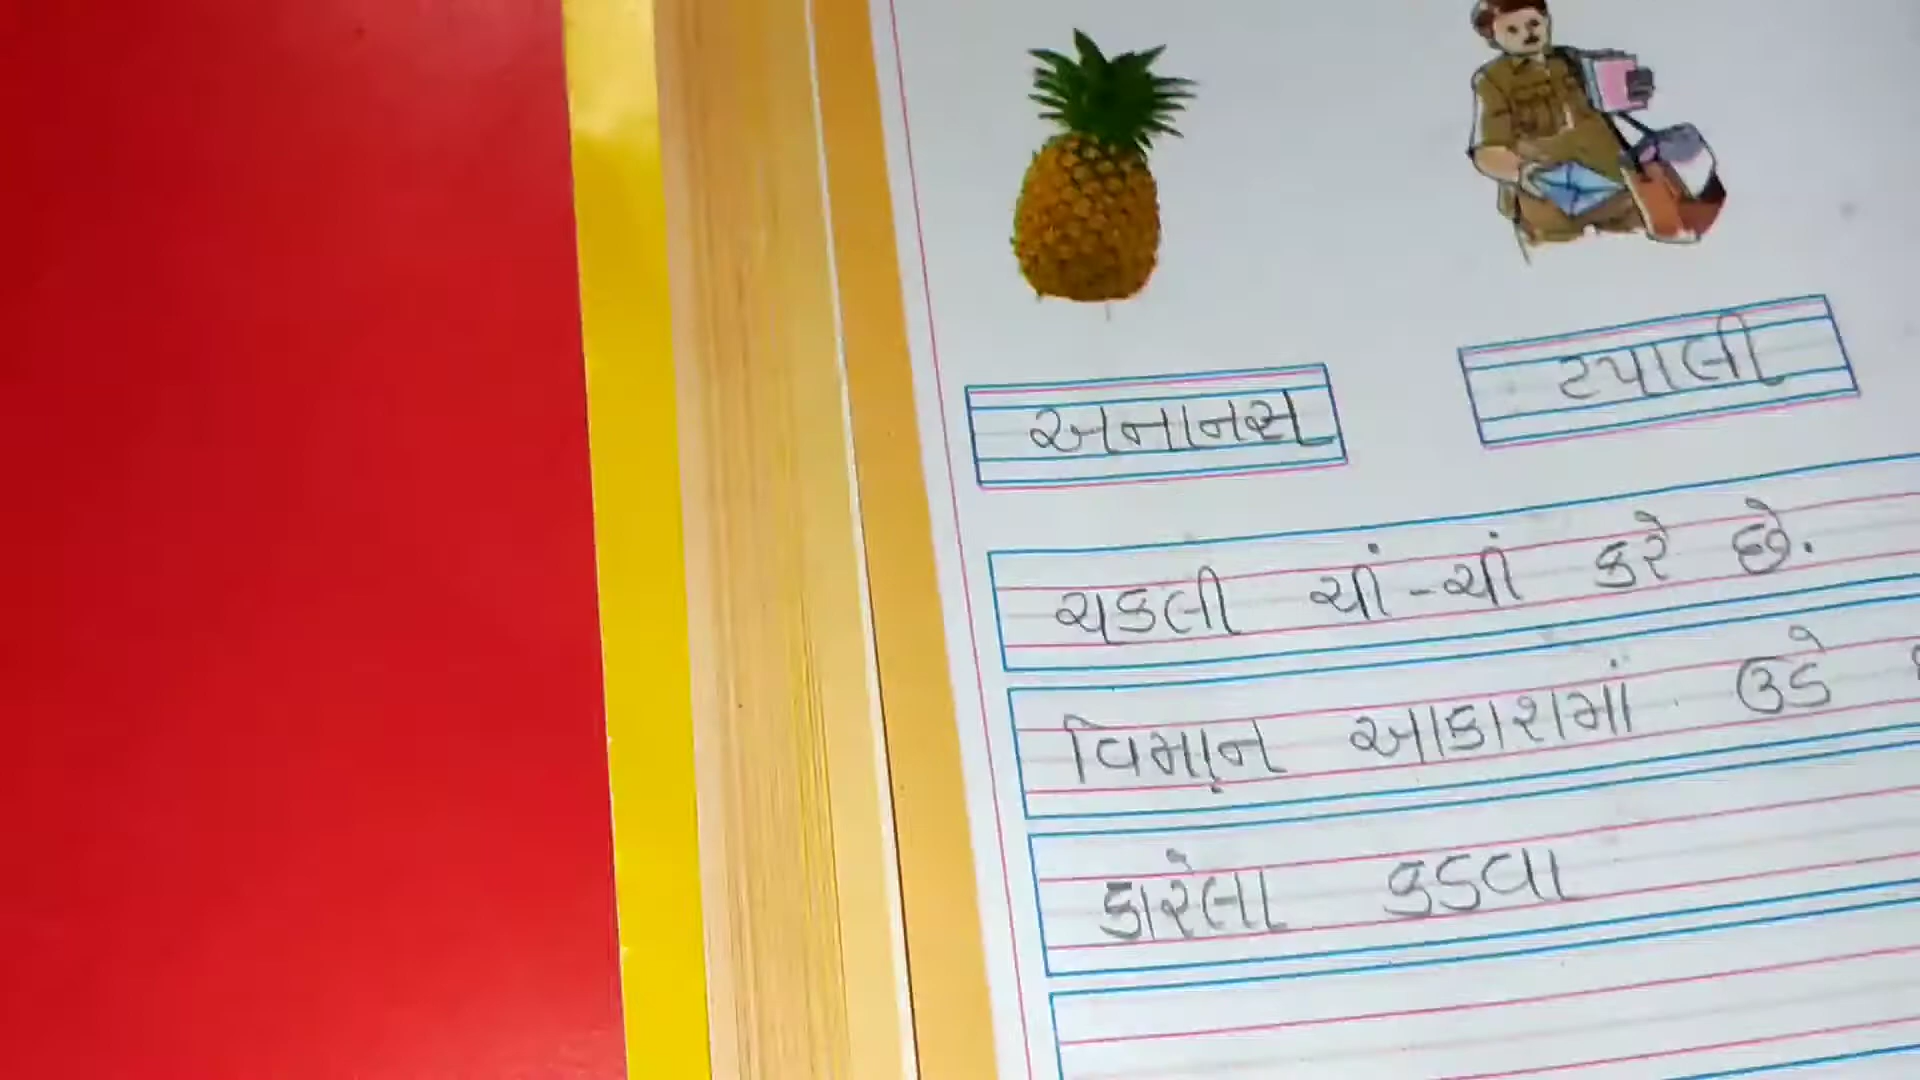 અનાનસ ટપાલી
ચકલી ચીં-ચીં કરે છે.
વિમાન આકાશમાં ઉડે
કારેલા કડવા